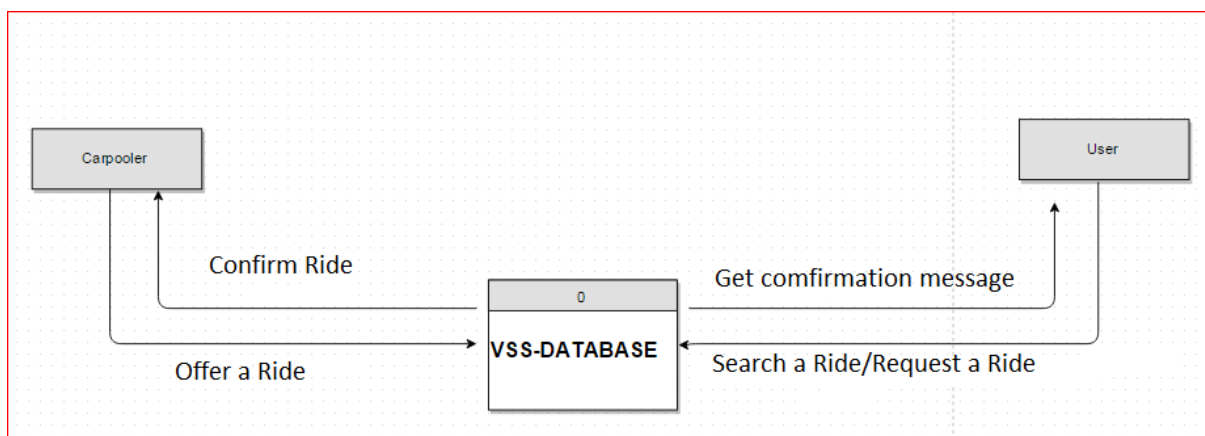 Carpooler
User
Confirm Ride
Get comfirmation message
0
VSS-DATABASE
Offer a Ride
Search a Ride/Request a Ride